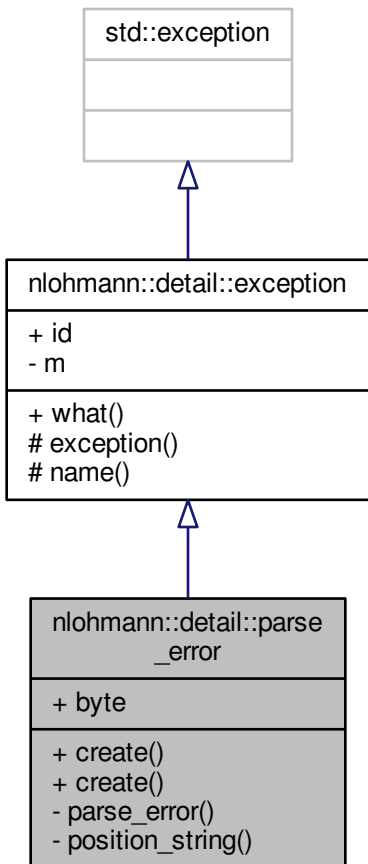 std::exception
nlohmann::detail::exception
+ id
- m
+ what()
# exception()
# name()
nlohmann::detail::parse
_error
+ byte
+ create()
+ create()
- parse_error()
- position_string()